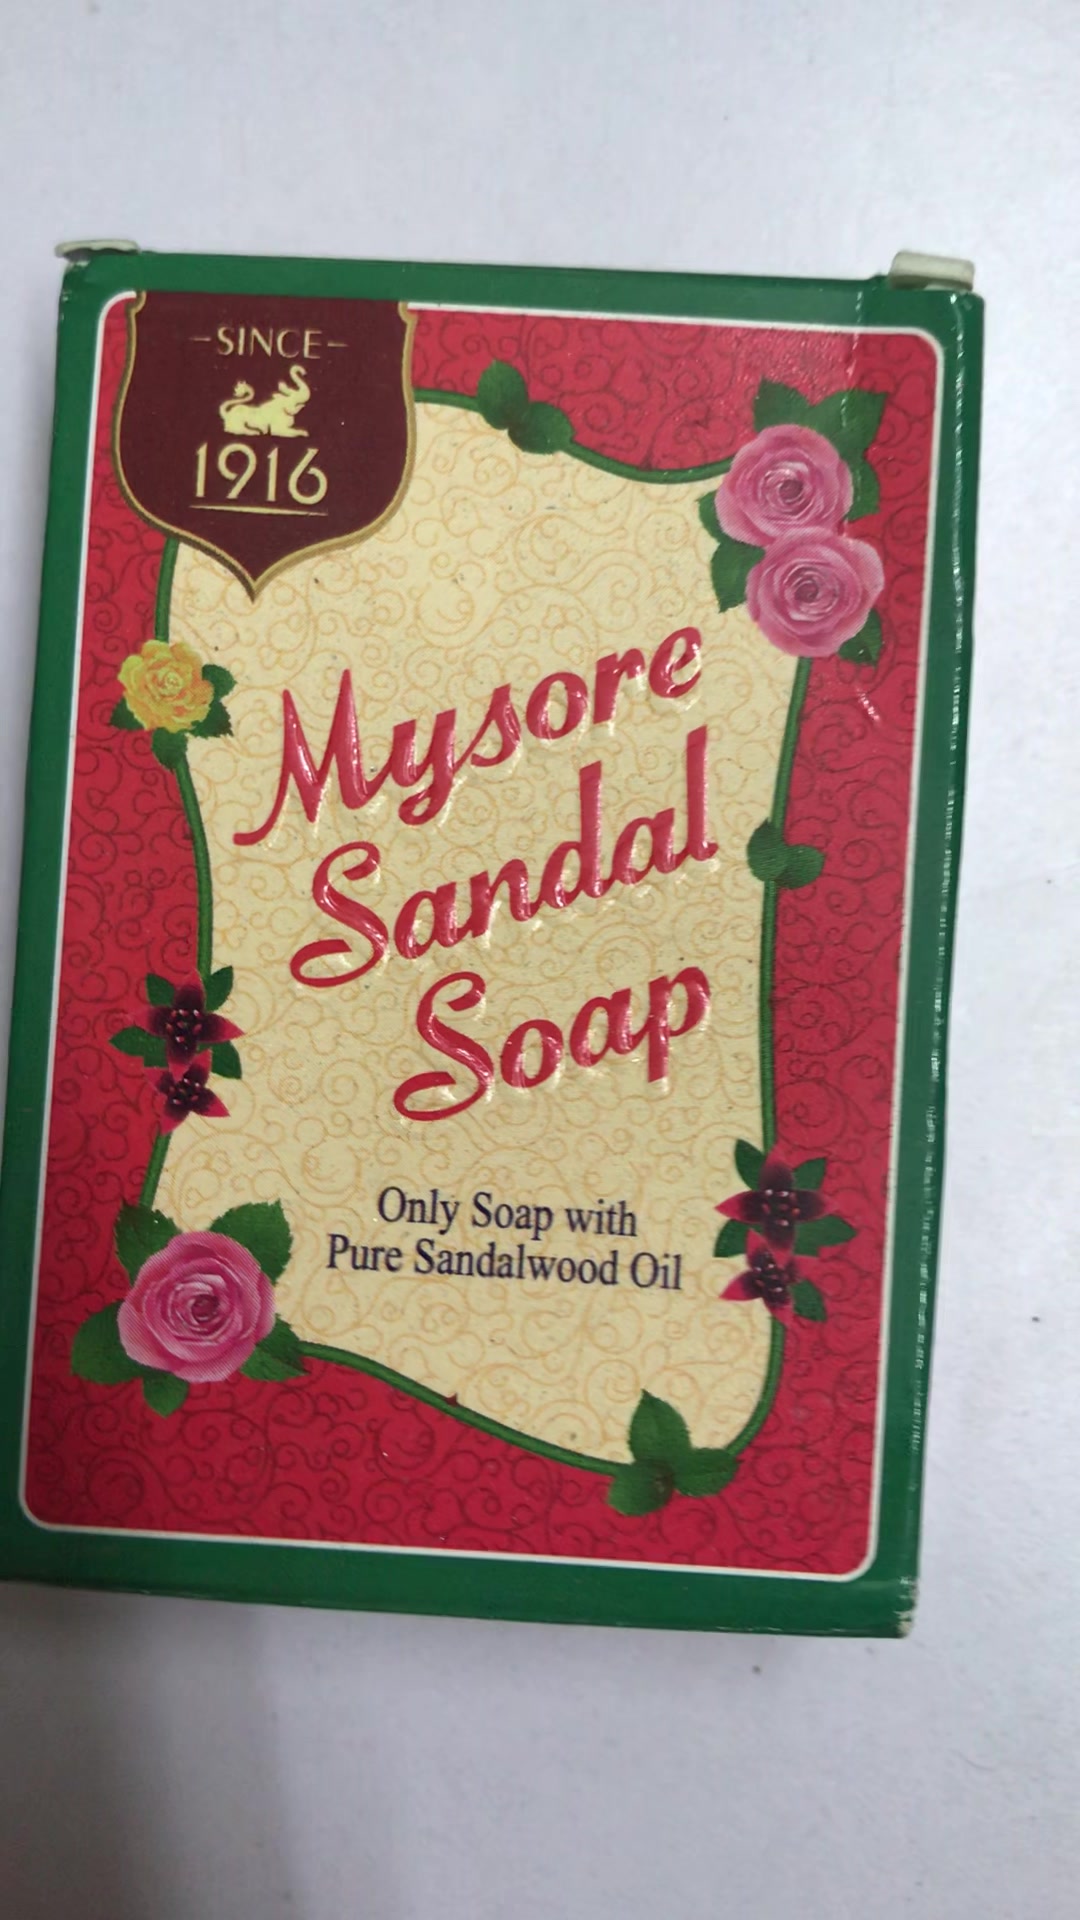 -SINCE-
1916
Mysore
Sandal
Soap
Only Soap with
Pure Sandalwood Oil